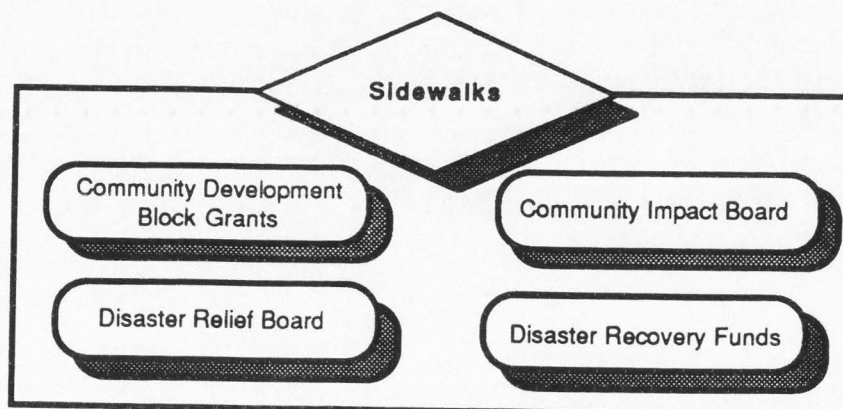 Sidewalks
Community Development
Block Grants
Community Impact Board
Disaster Relief Board
Disaster Recovery Funds